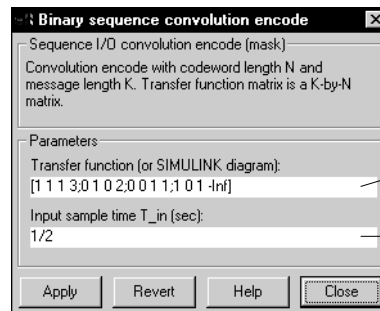 Binary sequence convolution encode
Sequence I/O convolution encode (mask)
Convolution encode with codeword length N and
message length K. Transfer function matrix is a K-by-N
matrix.
Parameters
Transfer function (or SIMULINK diagram):
[1 1 1 3;0 1 0 2;0 0 1 1;1 0 1 -Inf]
Input sample time T_in (sec):
1/2
Apply Revert Help Close